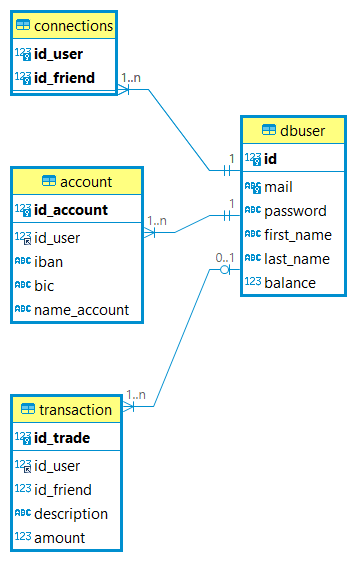 connections
123 id_user
123 id_friend
1..n
1
dbuser
123 id
ABC mail
ABC password
ABC first_name
ABC last_name
123 balance
account
123 id_account
123 id_user
ABC iban
ABC bic
ABC name_account
1..n
1
0..1
1..n
transaction
123 id_trade
123 id_user
123 id_friend
ABC description
123 amount